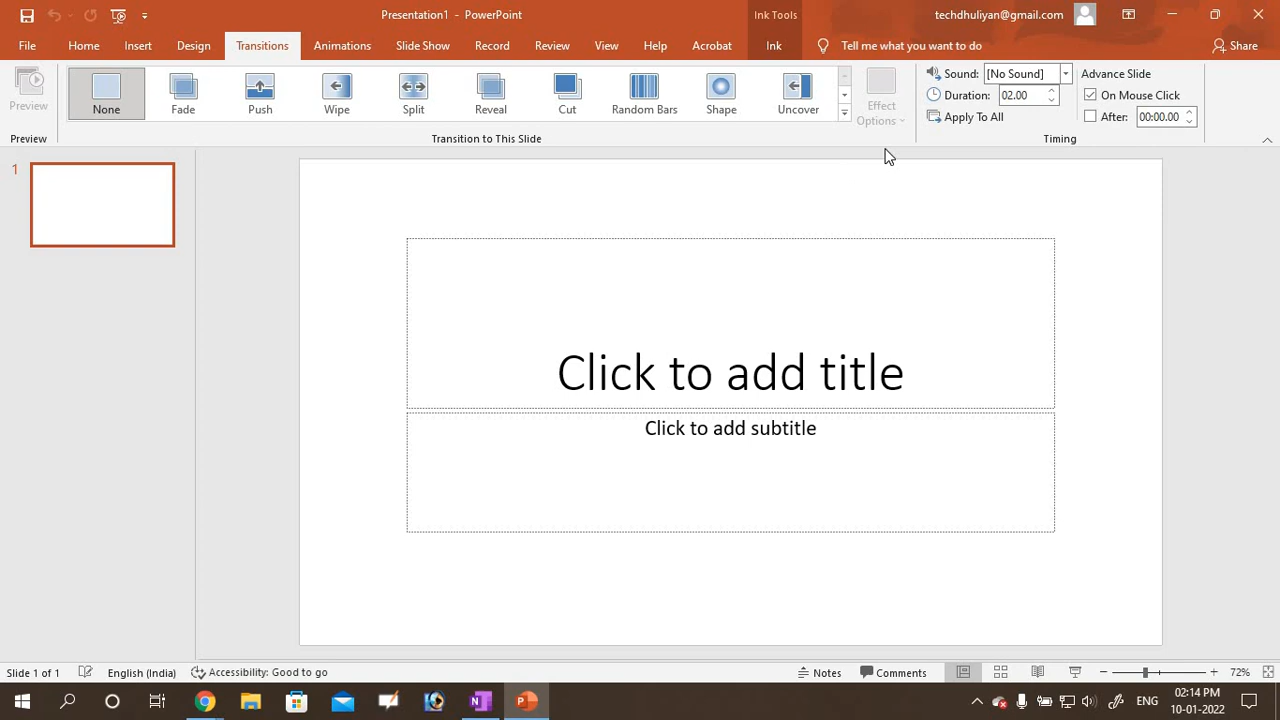 Presentation1 - PowerPoint
Ink Tools
techdhuliyan@gmail.com
File Home Insert Design Transitions Animations Slide Show Record Review View Help Acrobat Ink Tell me what you want to do Share
Preview
None
Fade
Push
Wipe
Split
Reveal
Cut
Random Bars
Shape
Uncover
Effect
Options
Sound: [No Sound]
Duration: 02.00
Apply To All
Advance Slide
On Mouse Click
After: 00:00.00
Preview
Transition to This Slide
Timing
1
Click to add title
Click to add subtitle
Slide 1 of 1 English (India) Accessibility: Good to go Notes Comments 72%
ENG
02:14 PM
10-01-2022